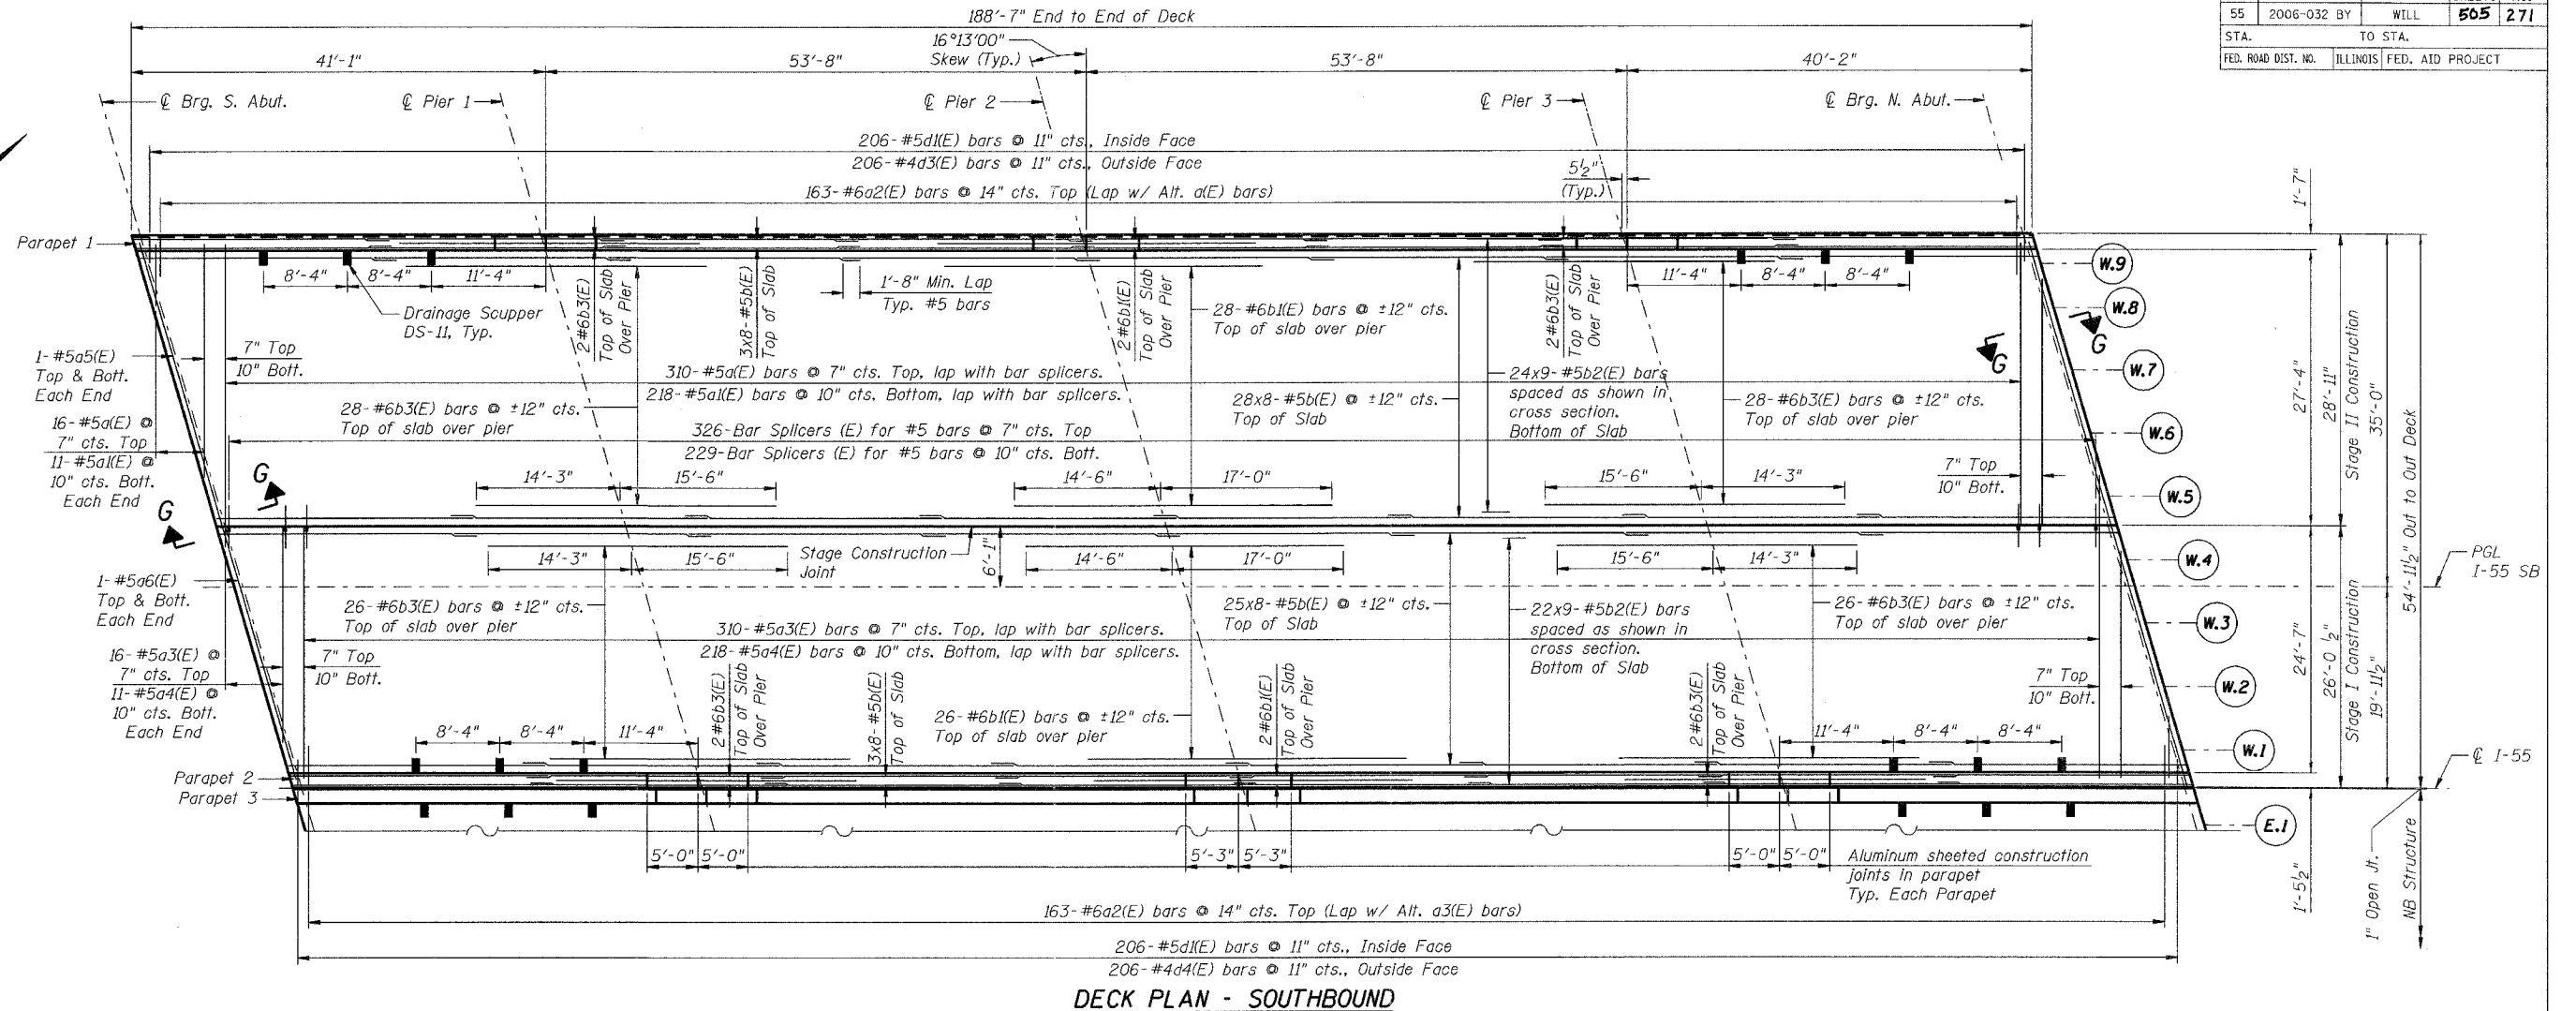 55 2006-032 BY WILL 505 271
STA. TO STA.
FED. ROAD DIST. NO. ILLINOIS FED. AID PROJECT
188'-7" End to End of Deck
16°13'00"
Skew (Typ.)
41'-1" 53'-8" 53'-8" 40'-2"
℄ Brg. S. Abut. ℄ Pier 1 ℄ Pier 2 ℄ Pier 3 ℄ Brg. N. Abut.
206-#5d1(E) bars @ 11" cts., Inside Face
206-#4d3(E) bars @ 11" cts., Outside Face
163-#6a2(E) bars @ 14" cts. Top (Lap w/ Alt. a(E) bars)
5½"
(Typ.)
Parapet 1
8'-4" 8'-4" 11'-4"
Drainage Scupper
DS-11, Typ.
2#6b3(E)
Top of Slab
Over Pier
3x8-#5b(E)
Top of Slab
1'-8" Min. Lap
Typ. #5 bars
2#6b1(E)
Top of Slab
Over Pier
28-#6b1(E) bars @ ±12" cts.
Top of slab over pier
2#6b3(E)
Top of Slab
Over Pier
11'-4" 8'-4" 8'-4"
1-#5a5(E)
Top & Bott.
Each End
7" Top
10" Bott.
310-#5a(E) bars @ 7" cts. Top, lap with bar splicers.
218-#5a1(E) bars @ 10" cts. Bottom, lap with bar splicers.
28-#6b3(E) bars @ ±12" cts.
Top of slab over pier
326-Bar Splicers (E) for #5 bars @ 7" cts. Top
229-Bar Splicers (E) for #5 bars @ 10" cts. Bott.
28x8-#5b(E) @ ±12" cts.
Top of Slab
24x9-#5b2(E) bars
spaced as shown in
cross section.
Bottom of Slab
28-#6b3(E) bars @ ±12" cts.
Top of slab over pier
16-#5a(E) @
7" cts. Top
11-#5a1(E) @
10" cts. Bott.
Each End
7" Top
10" Bott.
14'-3" 15'-6" 14'-6" 17'-0" 15'-6" 14'-3"
G
G
G
G
W.9
W.8
W.7
W.6
W.5
W.4
W.3
W.2
W.1
E.1
1'-7"
27'-4"
28'-11"
Stage II Construction
35'-0"
54'-11½" Out to Out Deck
24'-7"
26'-0½"
Stage I Construction
19'-11½"
1'-5½"
1" Open Jt.
NB Structure
PGL
I-55 SB
℄ I-55
14'-3" 15'-6" Stage Construction
Joint 6'-1" 14'-6" 17'-0" 15'-6" 14'-3"
1-#5a6(E)
Top & Bott.
Each End
26-#6b3(E) bars @ ±12" cts.
Top of slab over pier
25x8-#5b(E) @ ±12" cts.
Top of Slab
22x9-#5b2(E) bars
spaced as shown in
cross section.
Bottom of Slab
26-#6b3(E) bars @ ±12" cts.
Top of slab over pier
310-#5a3(E) bars @ 7" cts. Top, lap with bar splicers.
218-#5a4(E) bars @ 10" cts. Bottom, lap with bar splicers.
16-#5a3(E) @
7" cts. Top
11-#5a4(E) @
10" cts. Bott.
Each End
7" Top
10" Bott.
7" Top
10" Bott.
2#6b3(E)
Top of Slab
Over Pier
3x8-#5b(E)
Top of Slab
26-#6b1(E) bars @ ±12" cts.
Top of slab over pier
2#6b1(E)
Top of Slab
Over Pier
2#6b3(E)
Top of Slab
Over Pier
8'-4" 8'-4" 11'-4" 11'-4" 8'-4" 8'-4"
Parapet 2
Parapet 3
5'-0" 5'-0" 5'-3" 5'-3" 5'-0" 5'-0"
Aluminum sheeted construction
joints in parapet
Typ. Each Parapet
163-#6a2(E) bars @ 14" cts. Top (Lap w/ Alt. a3(E) bars)
206-#5d1(E) bars @ 11" cts., Inside Face
206-#4d4(E) bars @ 11" cts., Outside Face
DECK PLAN - SOUTHBOUND